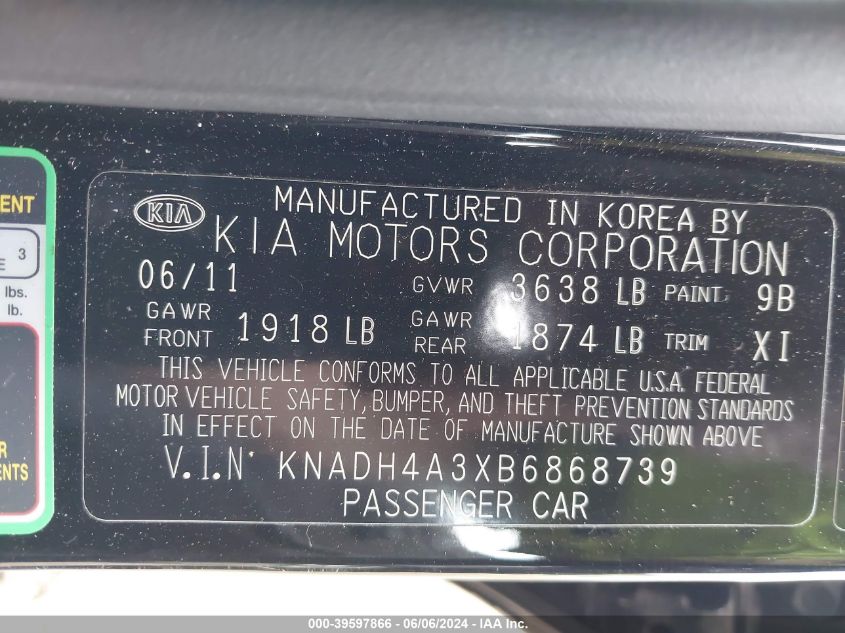 MANUFACTURED IN KOREA BY
KIA KIA MOTORS CORPORATION
06/11 GVWR 3638 LB PAINT 9B
GAWR FRONT 1918 LB GAWR REAR 1874 LB TRIM XI
THIS VEHICLE CONFORMS TO ALL APPLICABLE U.S.A. FEDERAL
MOTOR VEHICLE SAFETY, BUMPER, AND THEFT PREVENTION STANDARDS
IN EFFECT ON THE DATE OF MANUFACTURE SHOWN ABOVE
V.I.N KNADH4A3XB6868739
PASSENGER CAR
3
lbs.
lb.
000-39597866 - 06/06/2024 - IAA Inc.